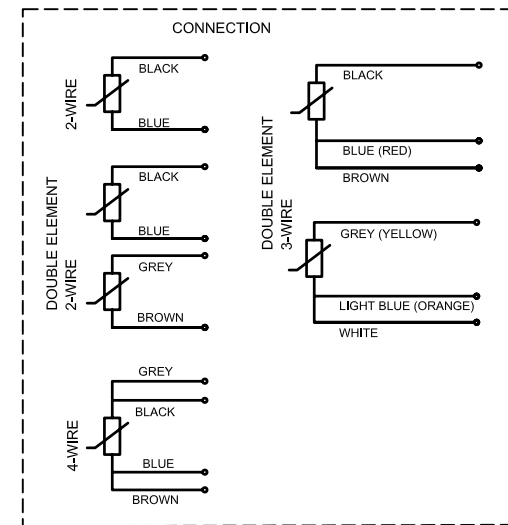 CONNECTION
2-WIRE
BLACK
BLUE
DOUBLE ELEMENT
2-WIRE
BLACK
BLUE
GREY
BROWN
4-WIRE
GREY
BLACK
BLUE
BROWN
DOUBLE ELEMENT
3-WIRE
BLACK
BLUE (RED)
BROWN
GREY (YELLOW)
LIGHT BLUE (ORANGE)
WHITE